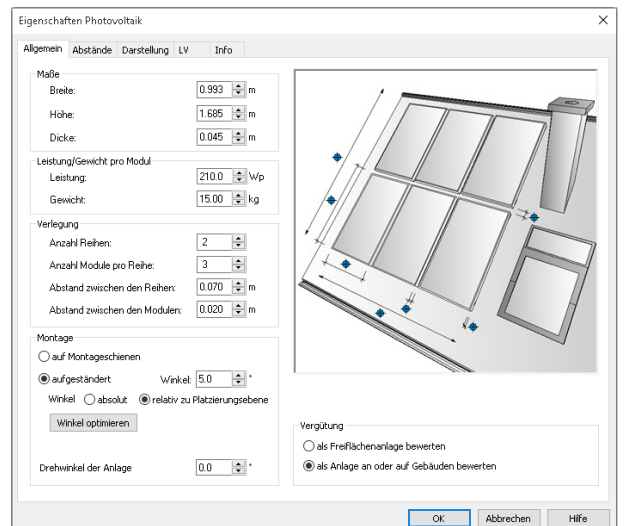 Eigenschaften Photovoltaik
Allgemein Abstände Darstellung LV Info
Maße
Breite: 0.993 m
Höhe: 1.685 m
Dicke: 0.045 m
Leistung/Gewicht pro Modul
Leistung: 210.0 Wp
Gewicht: 15.00 kg
Verlegung
Anzahl Reihen: 2
Anzahl Module pro Reihe: 3
Abstand zwischen den Reihen: 0.070 m
Abstand zwischen den Modulen: 0.020 m
Montage
auf Montageschienen
aufgeständert Winkel: 5.0 °
Winkel absolut relativ zu Platzierungsebene
Winkel optimieren
Drehwinkel der Anlage 0.0 °
Vergütung
als Freiflächenanlage bewerten
als Anlage an oder auf Gebäuden bewerten
OK Abbrechen Hilfe